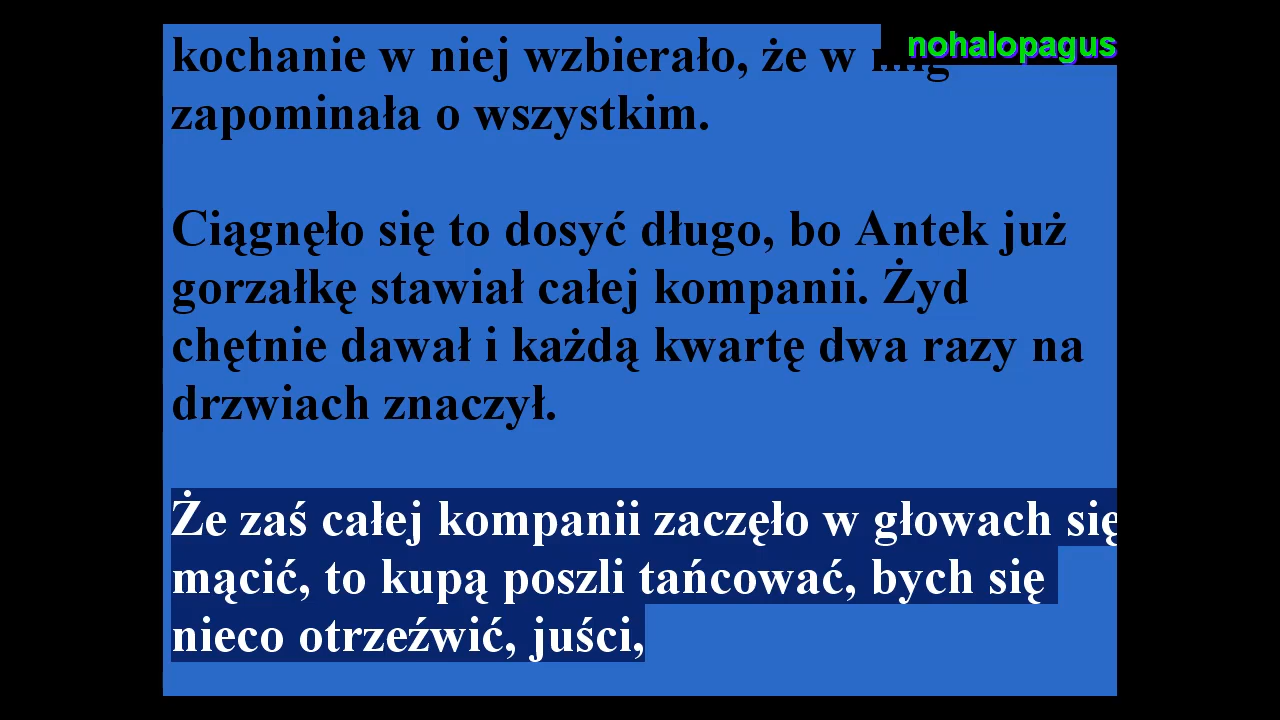 nohalopagus
kochanie w niej wzbierało, że w mig
zapominała o wszystkim.
Ciągnęło się to dosyć długo, bo Antek już
gorzałkę stawiał całej kompanii. Żyd
chętnie dawał i każdą kwartę dwa razy na
drzwiach znaczył.
Że zaś całej kompanii zaczęło w głowach się
mącić, to kupą poszli tańcować, bych się
nieco otrzeźwić, juści,